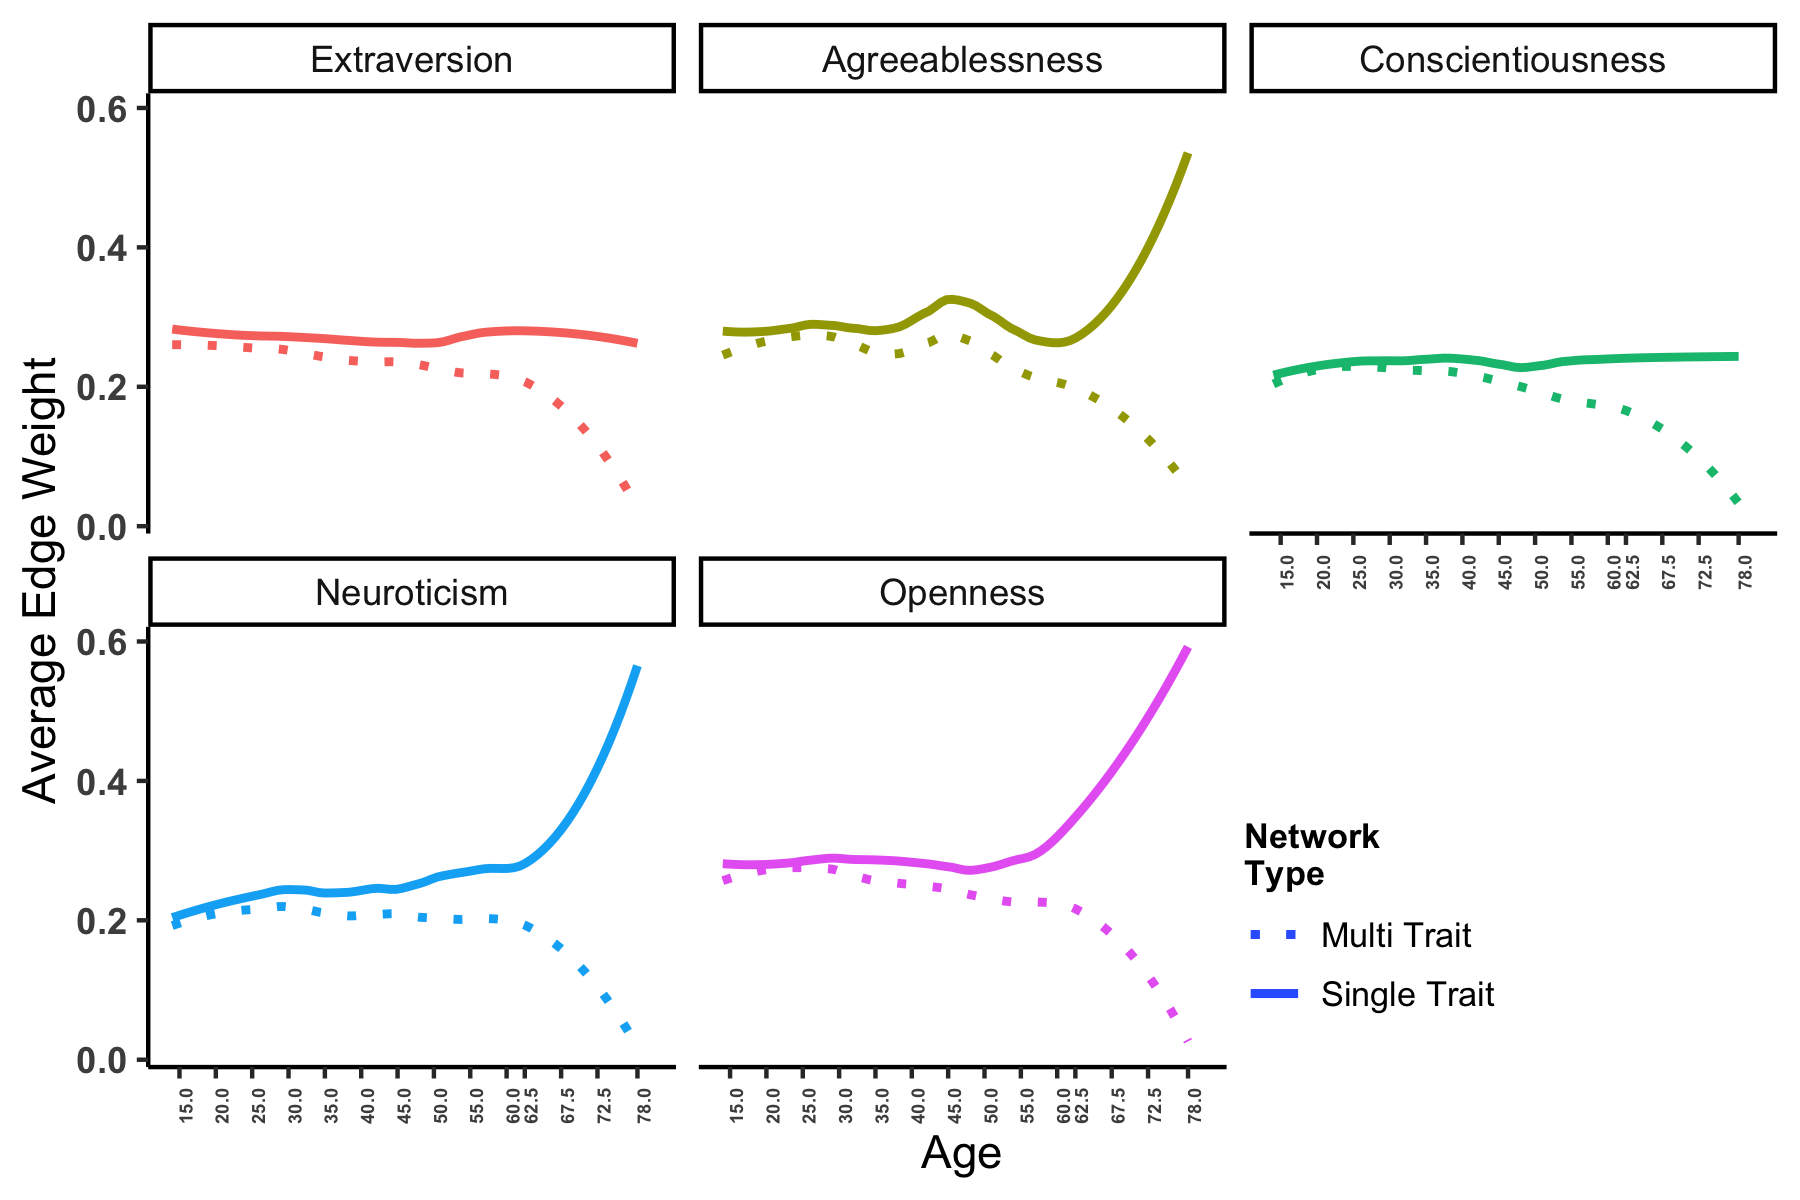 Extraversion
Agreeablessness
Conscientiousness
0.6
0.4
0.2
0.0
15.0 20.0 25.0 30.0 35.0 40.0 45.0 50.0 55.0 60.0 62.5 67.5 72.5 78.0
Average Edge Weight
Neuroticism
Openness
0.6
0.4
0.2
0.0
15.0 20.0 25.0 30.0 35.0 40.0 45.0 50.0 55.0 60.0 62.5 67.5 72.5 78.0
15.0 20.0 25.0 30.0 35.0 40.0 45.0 50.0 55.0 60.0 62.5 67.5 72.5 78.0
Age
Network
Type
Multi Trait
Single Trait